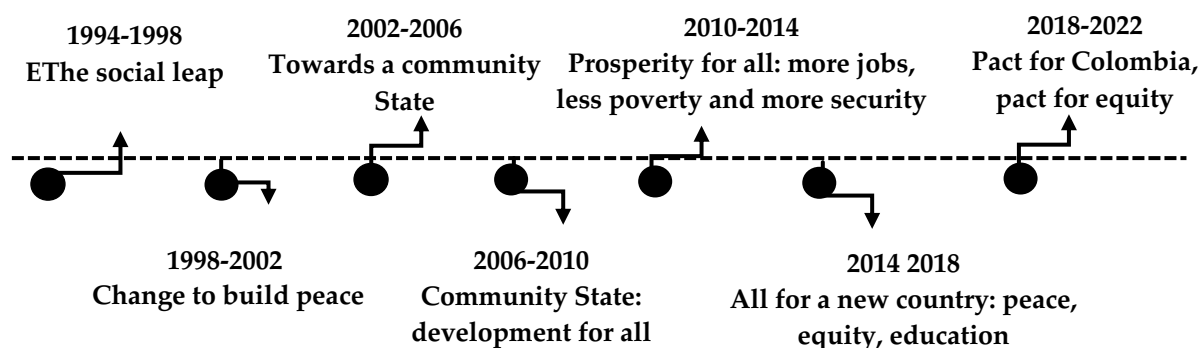 1994-1998
EThe social leap
2002-2006
Towards a community
State
2010-2014
Prosperity for all: more jobs,
less poverty and more security
2018-2022
Pact for Colombia,
pact for equity
1998-2002
Change to build peace
2006-2010
Community State:
development for all
2014 2018
All for a new country: peace,
equity, education